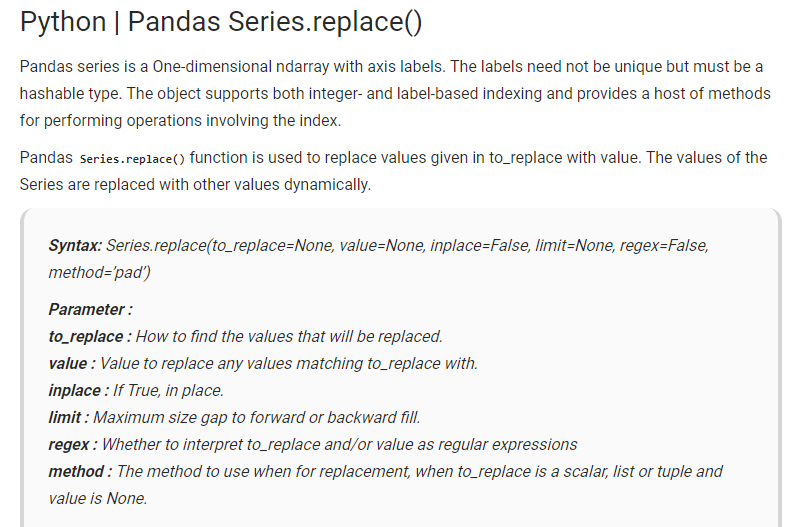 Python | Pandas Series.replace()
Pandas series is a One-dimensional ndarray with axis labels. The labels need not be unique but must be a
hashable type. The object supports both integer- and label-based indexing and provides a host of methods
for performing operations involving the index.
Pandas Series.replace() function is used to replace values given in to_replace with value. The values of the
Series are replaced with other values dynamically.
Syntax: Series.replace(to_replace=None, value=None, inplace=False, limit=None, regex=False,
method='pad')
Parameter :
to_replace : How to find the values that will be replaced.
value : Value to replace any values matching to_replace with.
inplace : If True, in place.
limit : Maximum size gap to forward or backward fill.
regex : Whether to interpret to_replace and/or value as regular expressions
method : The method to use when for replacement, when to_replace is a scalar, list or tuple and
value is None.